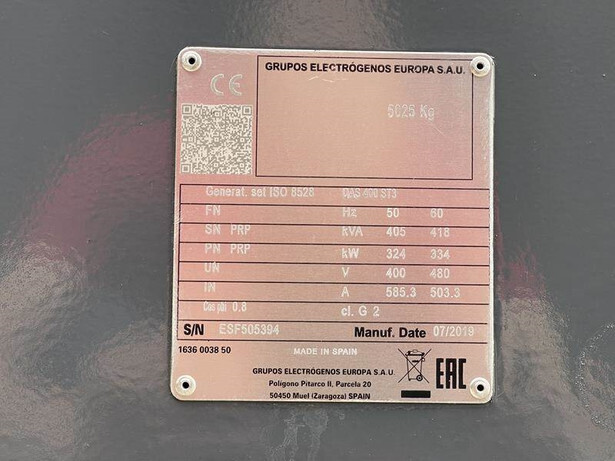 GRUPOS ELECTRÓGENOS EUROPA S.A.U.
CE
5025 Kg
Generat. set ISO 8528 QAS 400 ST3
FN Hz 50 60
SN PRP kVA 405 418
PN PRP kW 324 334
UN V 400 480
IN A 585.3 503.3
Cos phi 0.8 cl. G 2
S/N ESF505394 Manuf. Date 07/2019
1636 0038 50 MADE IN SPAIN
GRUPOS ELECTRÓGENOS EUROPA S.A.U
Polígono Pitarco II, Parcela 20
50450 Muel (Zaragoza) SPAIN
EAC